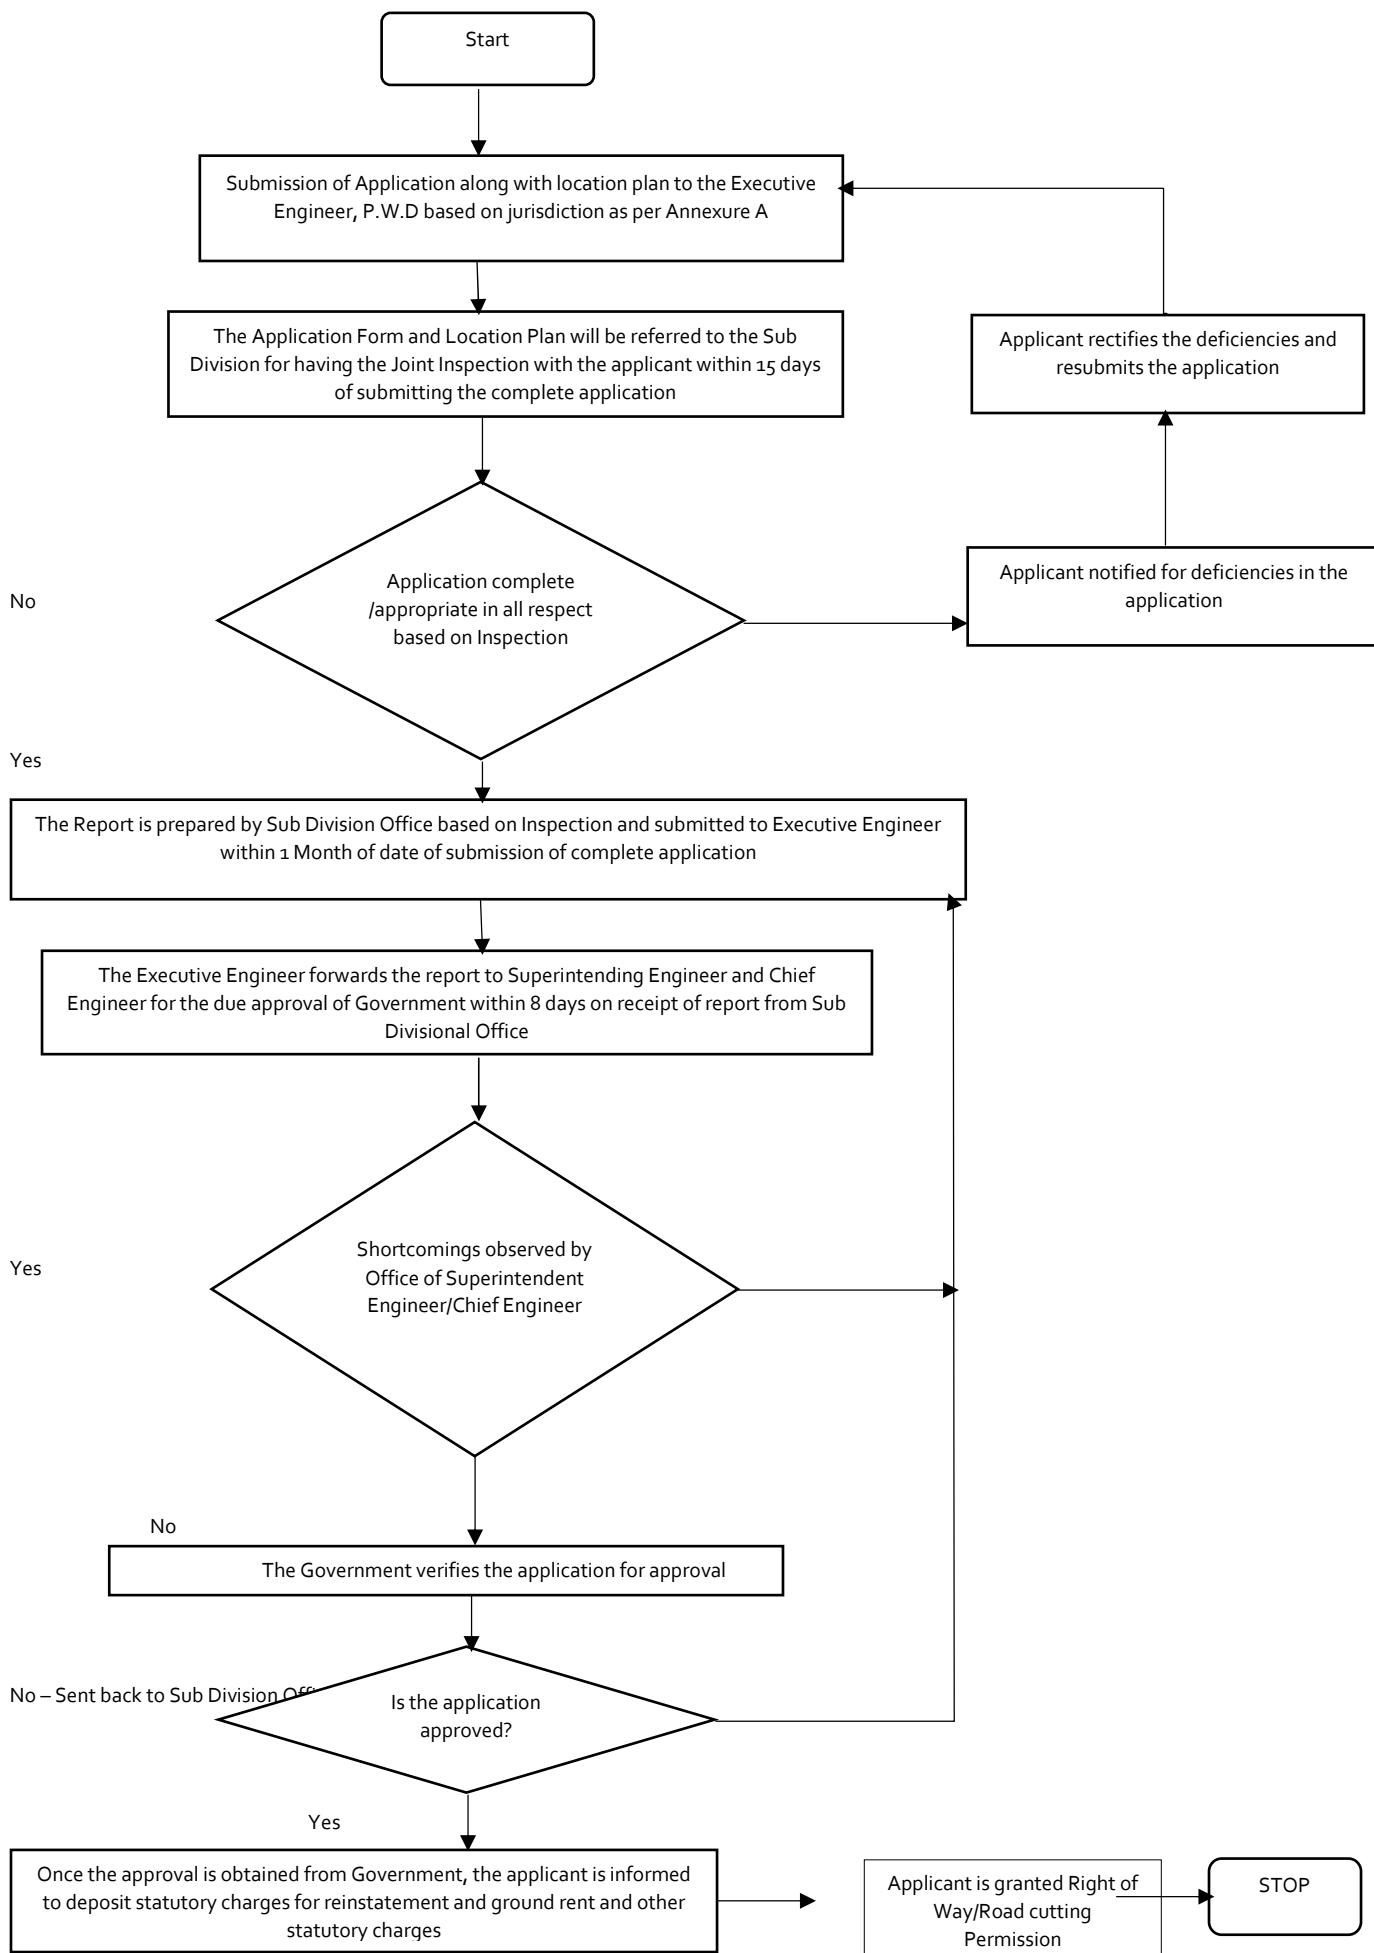 Start
Submission of Application along with location plan to the Executive
Engineer, P.W.D based on jurisdiction as per Annexure A
The Application Form and Location Plan will be referred to the Sub
Division for having the Joint Inspection with the applicant within 15 days
of submitting the complete application
Applicant rectifies the deficiencies and
resubmits the application
Application complete
/appropriate in all respect
based on Inspection
Applicant notified for deficiencies in the
application
No
Yes
The Report is prepared by Sub Division Office based on Inspection and submitted to Executive Engineer
within 1 Month of date of submission of complete application
The Executive Engineer forwards the report to Superintending Engineer and Chief
Engineer for the due approval of Government within 8 days on receipt of report from Sub
Divisional Office
Shortcomings observed by
Office of Superintendent
Engineer/Chief Engineer
Yes
No
The Government verifies the application for approval
No – Sent back to Sub Division
Is the application
approved?
Yes
Once the approval is obtained from Government, the applicant is informed
to deposit statutory charges for reinstatement and ground rent and other
statutory charges
Applicant is granted Right of
Way/Road cutting
Permission
STOP